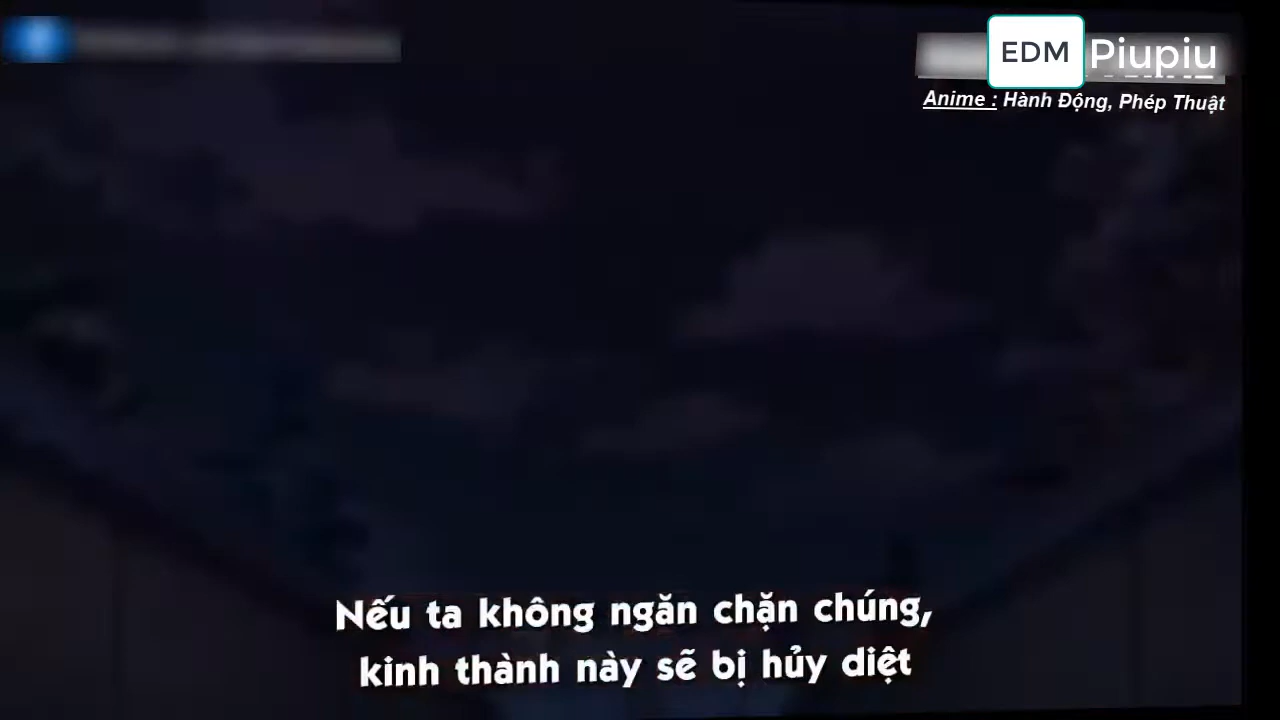 EDM Piupiu
Anime : Hành Động, Phép Thuật
Nếu ta không ngăn chặn chúng,
kinh thành này sẽ bị hủy diệt